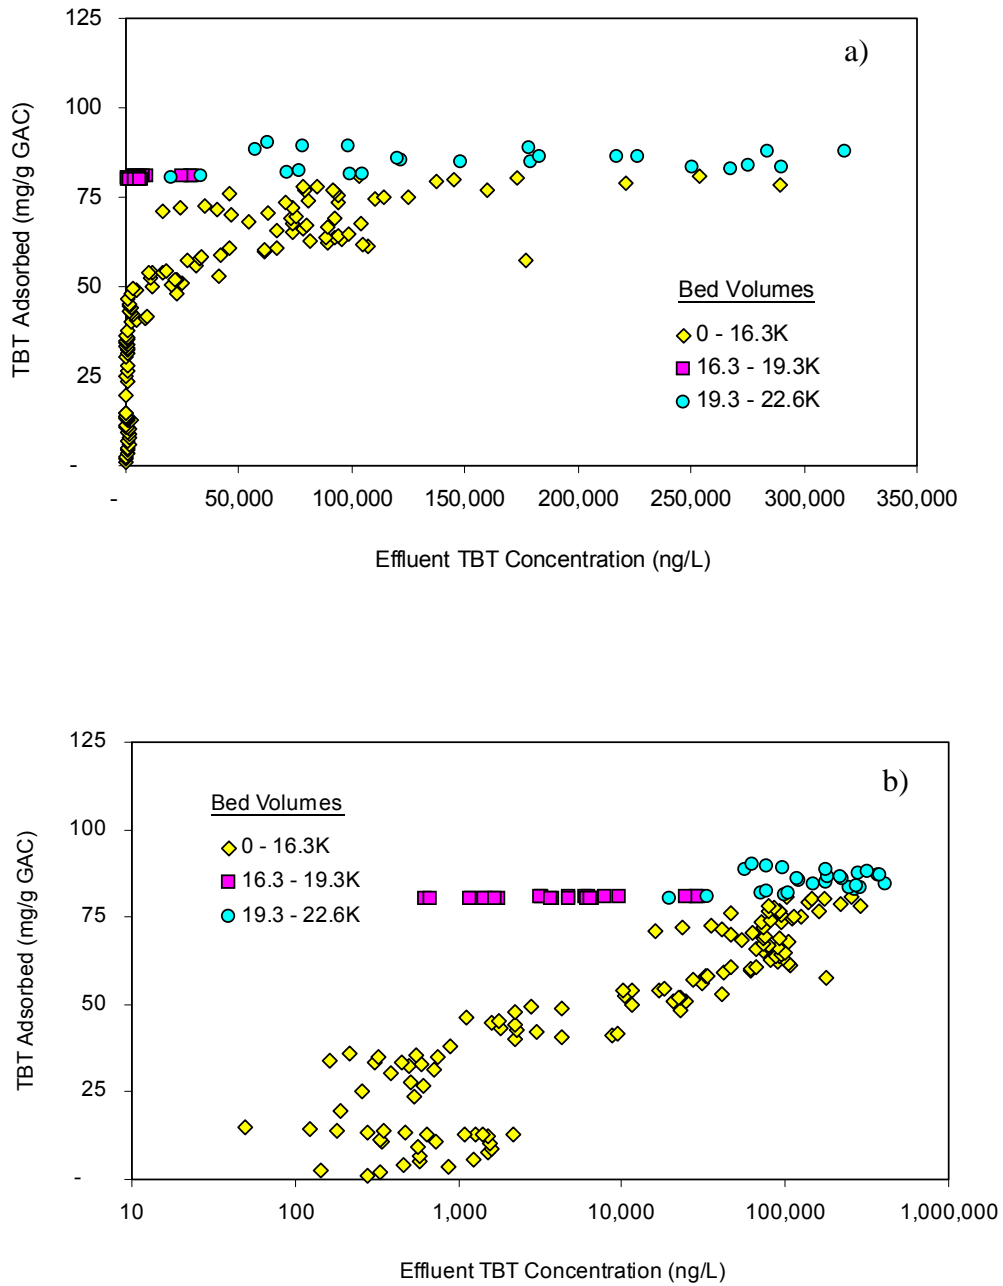 125
a)
100
TBT Adsorbed (mg/g GAC)
75
50
Bed Volumes
0 - 16.3K
25
16.3 - 19.3K
19.3 - 22.6K
-
- 50,000 100,000 150,000 200,000 250,000 300,000 350,000
Effluent TBT Concentration (ng/L)
125
b)
Bed Volumes
100
0 - 16.3K
16.3 - 19.3K
TBT Adsorbed (mg/g GAC)
75
19.3 - 22.6K
50
25
-
10 100 1,000 10,000 100,000 1,000,000
Effluent TBT Concentration (ng/L)